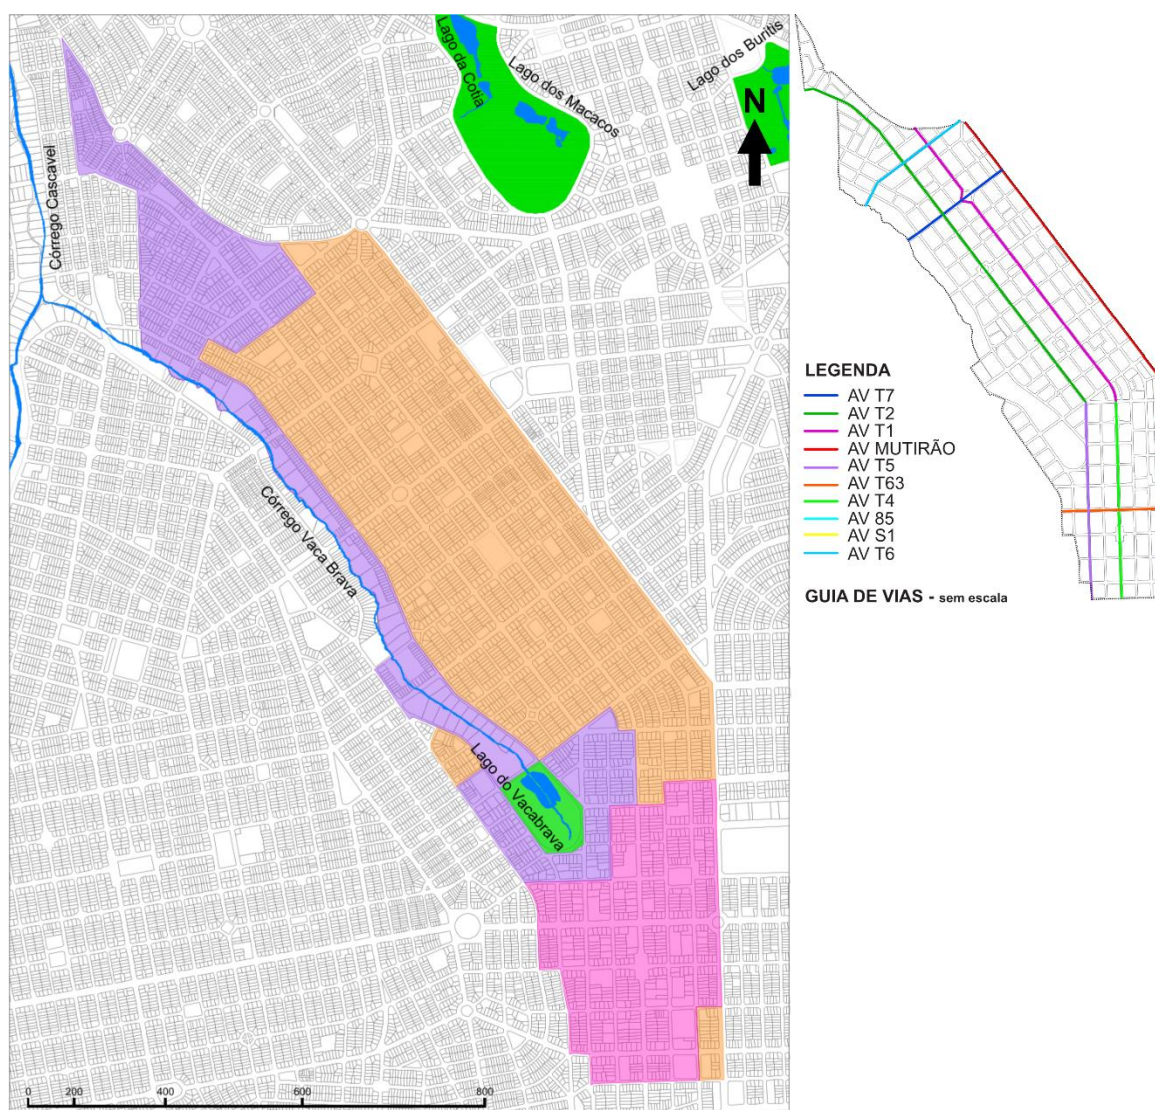 Lago da Cotia
Lago dos Macacos
Lago dos Buritis
N
Córrego Cascavel
Córrego Vaca Brava
Lago do Vacabrava
0 200 400 600 800
LEGENDA
AV T7
AV T2
AV T1
AV MUTIRÃO
AV T5
AV T63
AV T4
AV 85
AV S1
AV T6
GUIA DE VIAS - sem escala